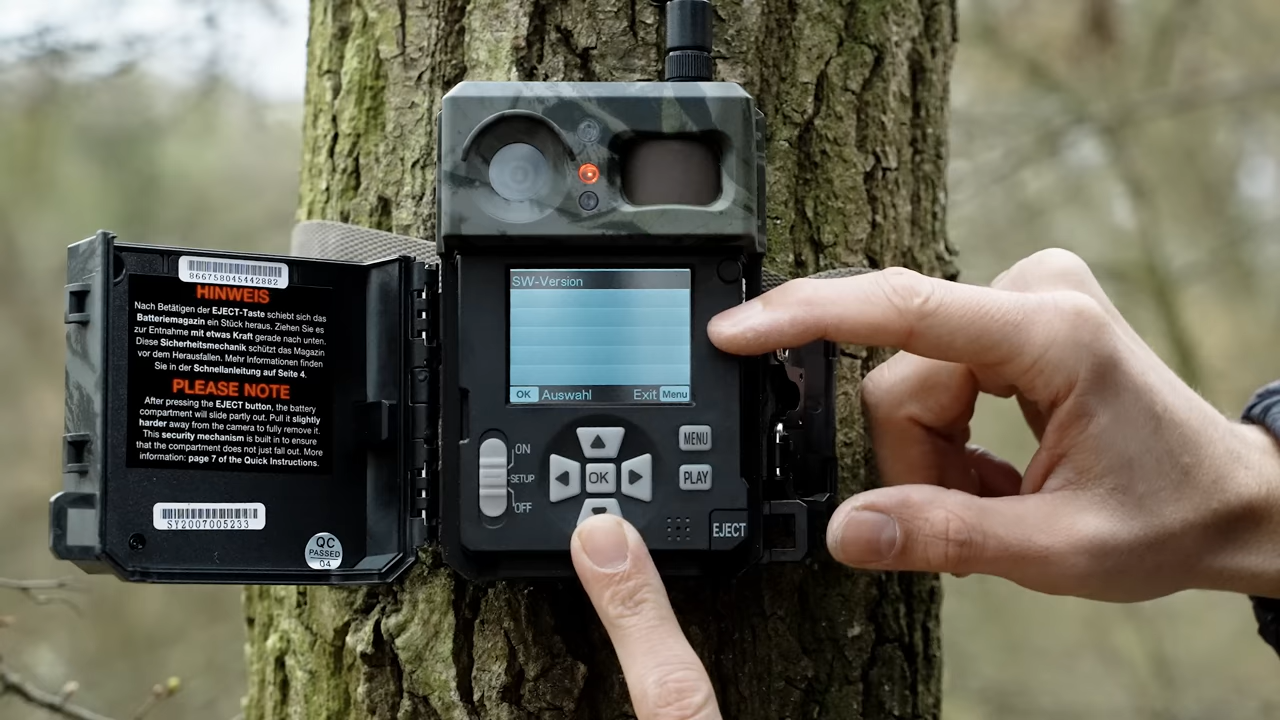 866758045442882
HINWEIS
Nach Betätigen der EJECT-Taste schiebt sich das
Batteriemagazin ein Stück heraus. Ziehen Sie es
zur Entnahme mit etwas Kraft gerade nach unten.
Diese Sicherheitsmechanik schützt das Magazin
vor dem Herausfallen. Mehr Informationen finden
Sie in der Schnellanleitung auf Seite 4.
PLEASE NOTE
After pressing the EJECT button, the battery
compartment will slide partly out. Pull it slightly
harder away from the camera to fully remove it.
This security mechanism is built in to ensure
that the compartment does not just fall out. More
information: page 7 of the Quick Instructions.
SY2007005233
QC
PASSED
04
SW-Version
OK Auswahl Exit Menu
ON
SETUP
OFF
OK
MENU
PLAY
EJECT